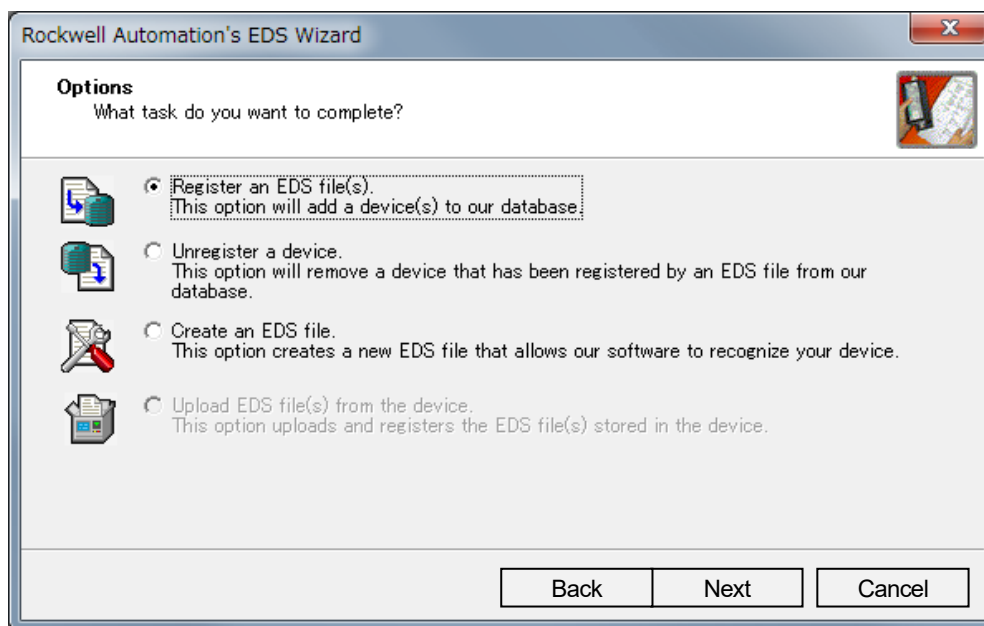 Rockwell Automation's EDS Wizard
Options
What task do you want to complete?
Register an EDS file(s).
This option will add a device(s) to our database.
Unregister a device.
This option will remove a device that has been registered by an EDS file from our
database.
Create an EDS file.
This option creates a new EDS file that allows our software to recognize your device.
Upload EDS file(s) from the device.
This option uploads and registers the EDS file(s) stored in the device.
Back Next Cancel